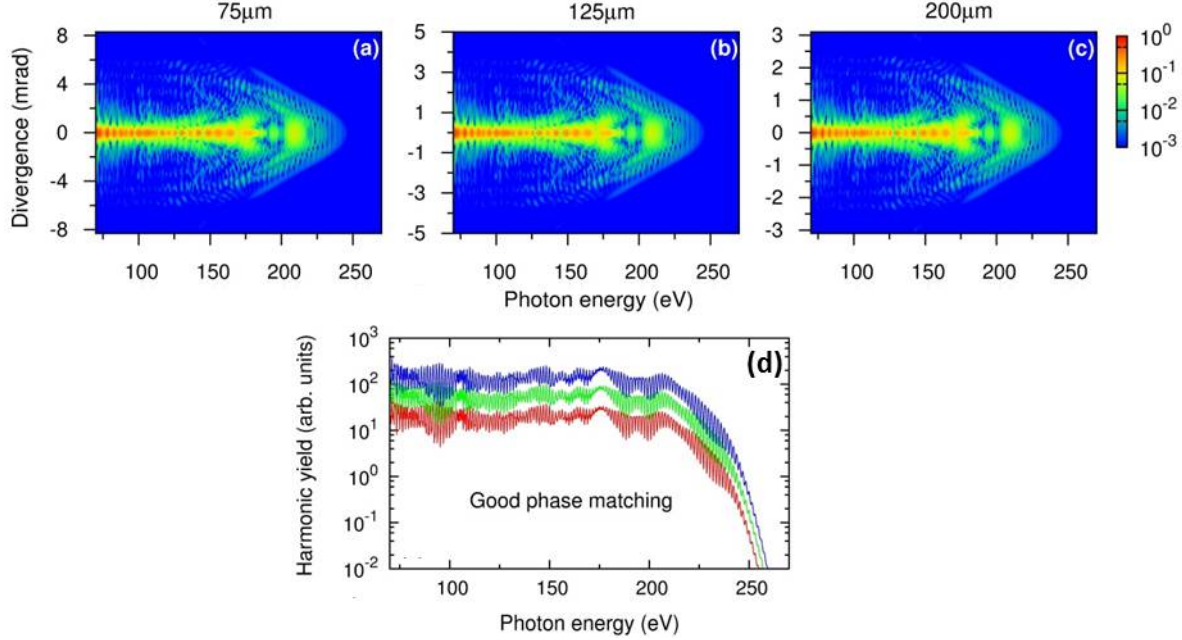 75μm 125μm 200μm
Divergence (mrad)
8
4
0
-4
-8
(a)
5
3
1
0
-1
-3
-5
(b)
3
2
1
0
-1
-2
-3
(c)
10^0
10^-1
10^-2
10^-3
100 150 200 250
100 150 200 250
100 150 200 250
Photon energy (eV)
Harmonic yield (arb. units)
10^3
10^2
10^1
10^0
10^-1
10^-2
(d)
Good phase matching
100 150 200 250
Photon energy (eV)